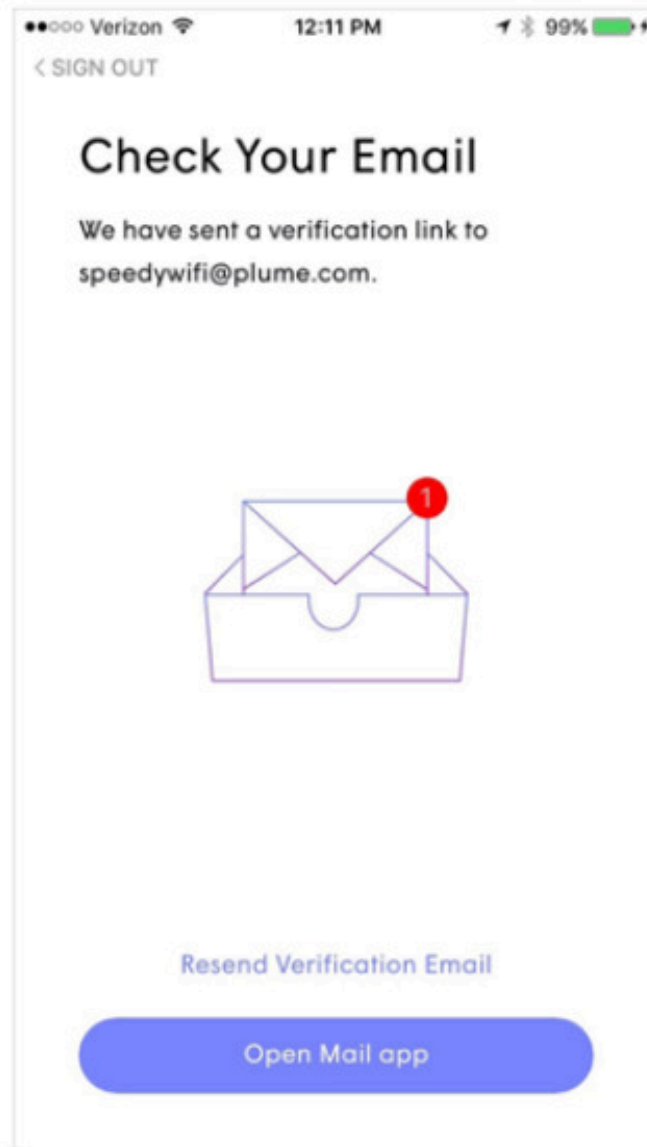 Verizon 12:11 PM 99%
< SIGN OUT
Check Your Email
We have sent a verification link to
speedywifi@plume.com.
1
Resend Verification Email
Open Mail app